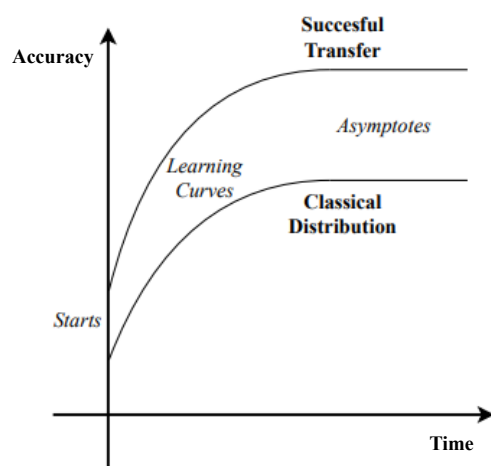 Succesful
Transfer
Accuracy
Asymptotes
Learning
Curves
Classical
Distribution
Starts
Time